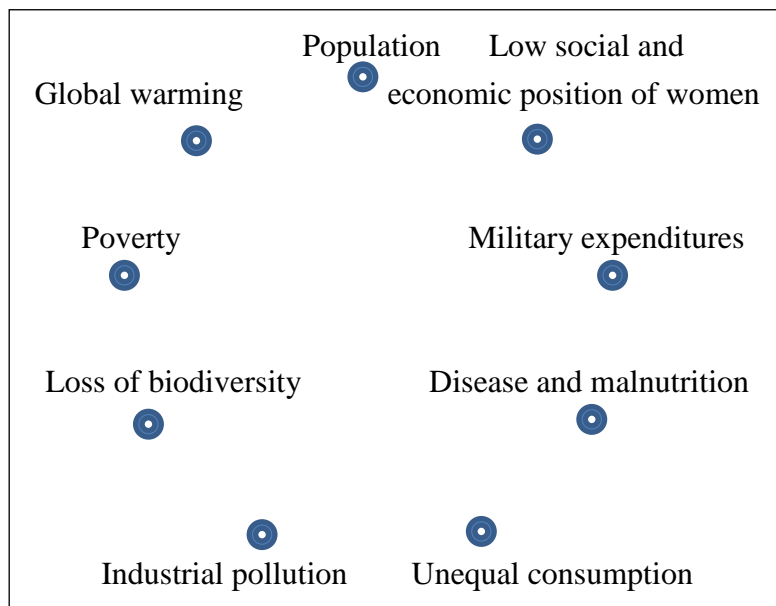 Population
Low social and
economic position of women
Global warming
Poverty
Military expenditures
Loss of biodiversity
Disease and malnutrition
Industrial pollution
Unequal consumption